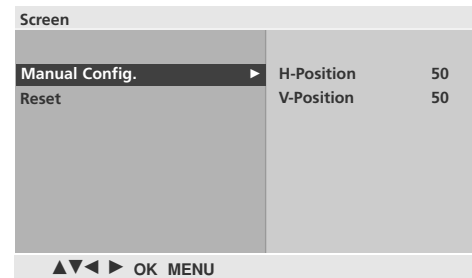 Screen
Manual Config. ► H-Position 50
Reset V-Position 50
▲▼◄ ► OK MENU